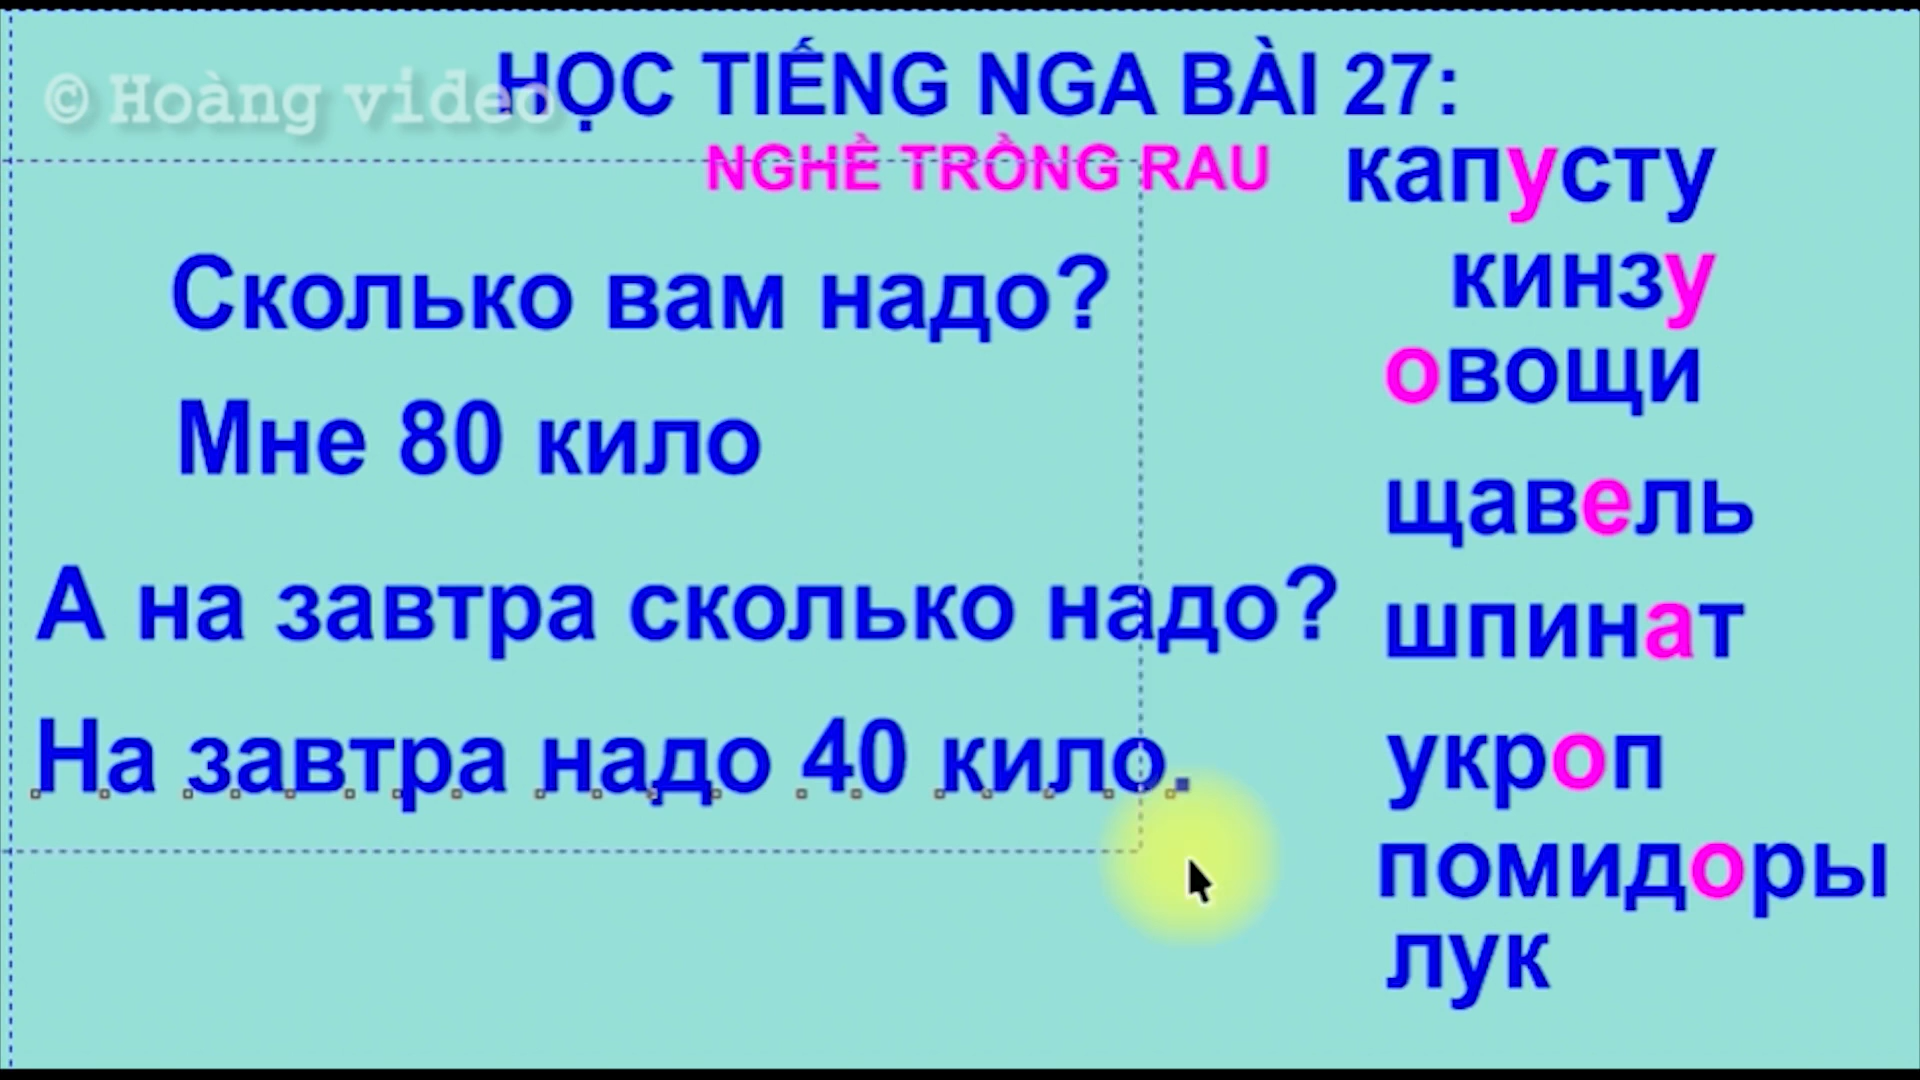 © Hoàng video
HỌC TIẾNG NGA BÀI 27:
NGHỀ TRỒNG RAU
Сколько вам надо?
Мне 80 кило
А на завтра сколько надо?
На завтра надо 40 кило.
капусту
кинзу
овощи
щавель
шпинат
укроп
помидоры
лук